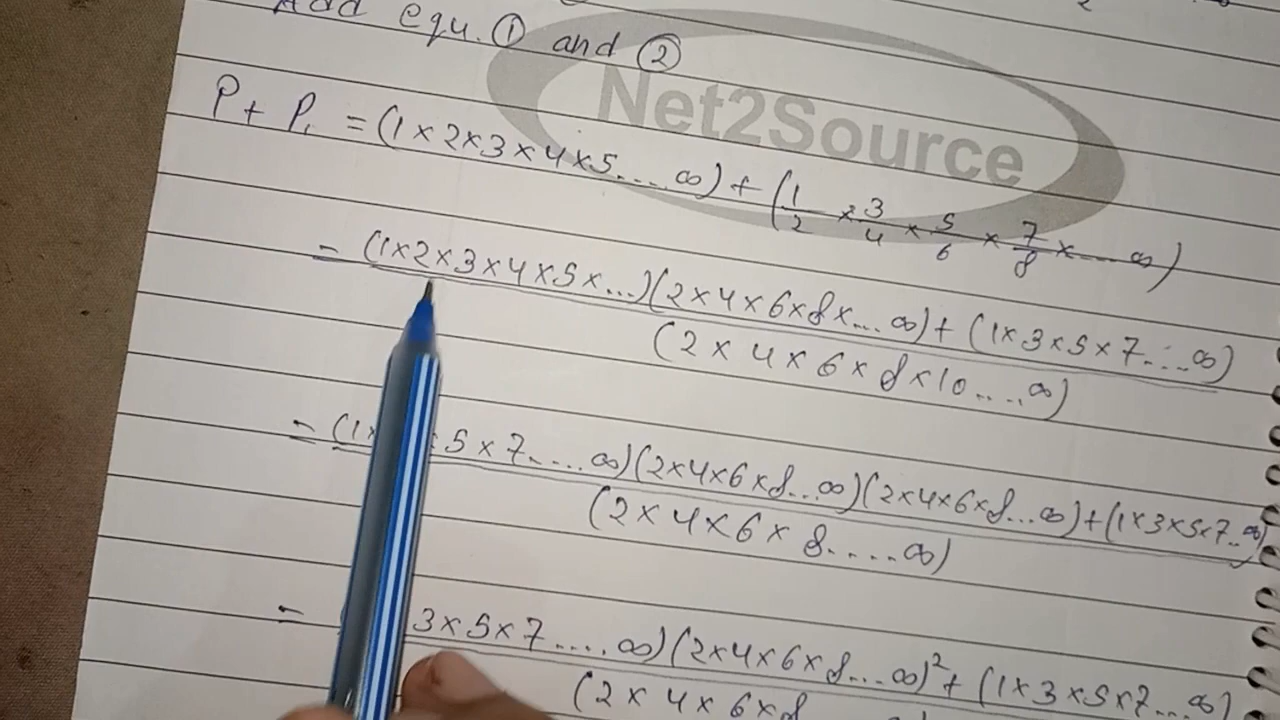 Add equ. ① and ②
Net2Source
P + P₁ = (1 × 2 × 3 × 4 × 5 .... ∞) + (1/2 × 3/4 × 5/6 × 7/8 × .... ∞)
= (1 × 2 × 3 × 4 × 5 × ...) (2 × 4 × 6 × 8 × ... ∞) + (1 × 3 × 5 × 7 .... ∞)
(2 × 4 × 6 × 8 × 10 .... ∞)
= (1 × 5 × 7 .... ∞) (2 × 4 × 6 × 8 ... ∞) (2 × 4 × 6 × 8 ... ∞) + (1 × 3 × 5 × 7 .. ∞)
(2 × 4 × 6 × 8 ..... ∞)
= 3 × 5 × 7 ..... ∞) (2 × 4 × 6 × 8 ... ∞)² + (1 × 3 × 5 × 7 ... ∞)
(2 × 4 × 6 × 8